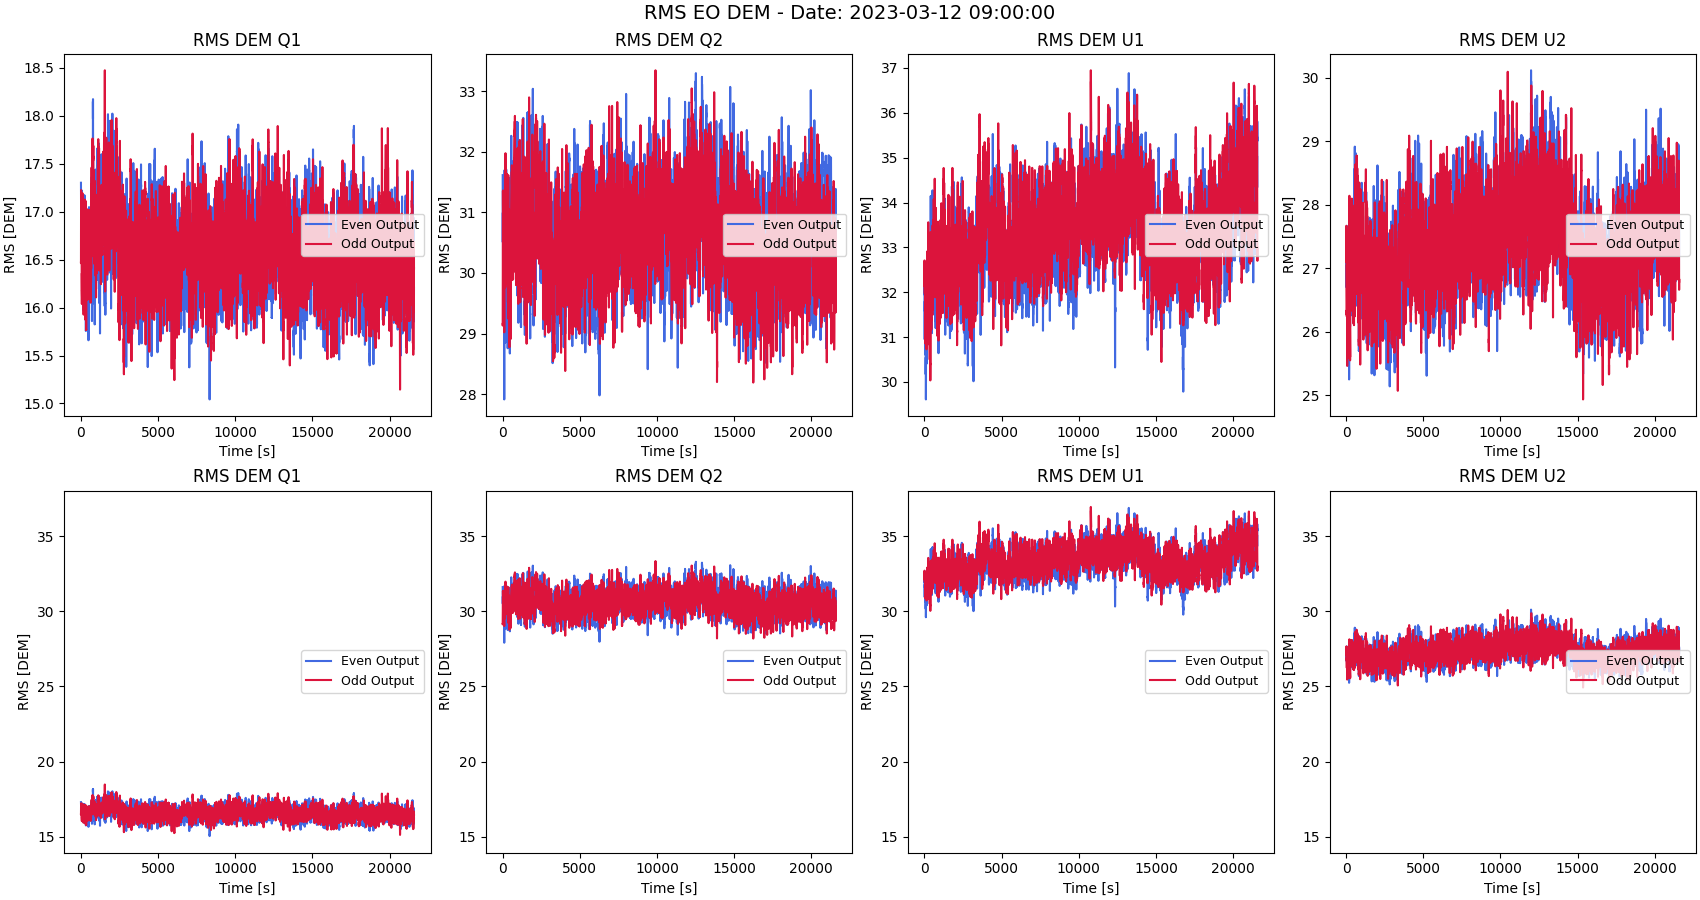 RMS EO DEM - Date: 2023-03-12 09:00:00
RMS DEM Q1
RMS [DEM]
18.5
18.0
17.5
17.0
16.5
16.0
15.5
15.0
0 5000 10000 15000 20000
Time [s]
Even Output
Odd Output
RMS DEM Q2
RMS [DEM]
33
32
31
30
29
28
0 5000 10000 15000 20000
Time [s]
Even Output
Odd Output
RMS DEM U1
RMS [DEM]
37
36
35
34
33
32
31
30
0 5000 10000 15000 20000
Time [s]
Even Output
Odd Output
RMS DEM U2
RMS [DEM]
30
29
28
27
26
25
0 5000 10000 15000 20000
Time [s]
Even Output
Odd Output
RMS DEM Q1
RMS [DEM]
35
30
25
20
15
0 5000 10000 15000 20000
Time [s]
Even Output
Odd Output
RMS DEM Q2
RMS [DEM]
35
30
25
20
15
0 5000 10000 15000 20000
Time [s]
Even Output
Odd Output
RMS DEM U1
RMS [DEM]
35
30
25
20
15
0 5000 10000 15000 20000
Time [s]
Even Output
Odd Output
RMS DEM U2
RMS [DEM]
35
30
25
20
15
0 5000 10000 15000 20000
Time [s]
Even Output
Odd Output